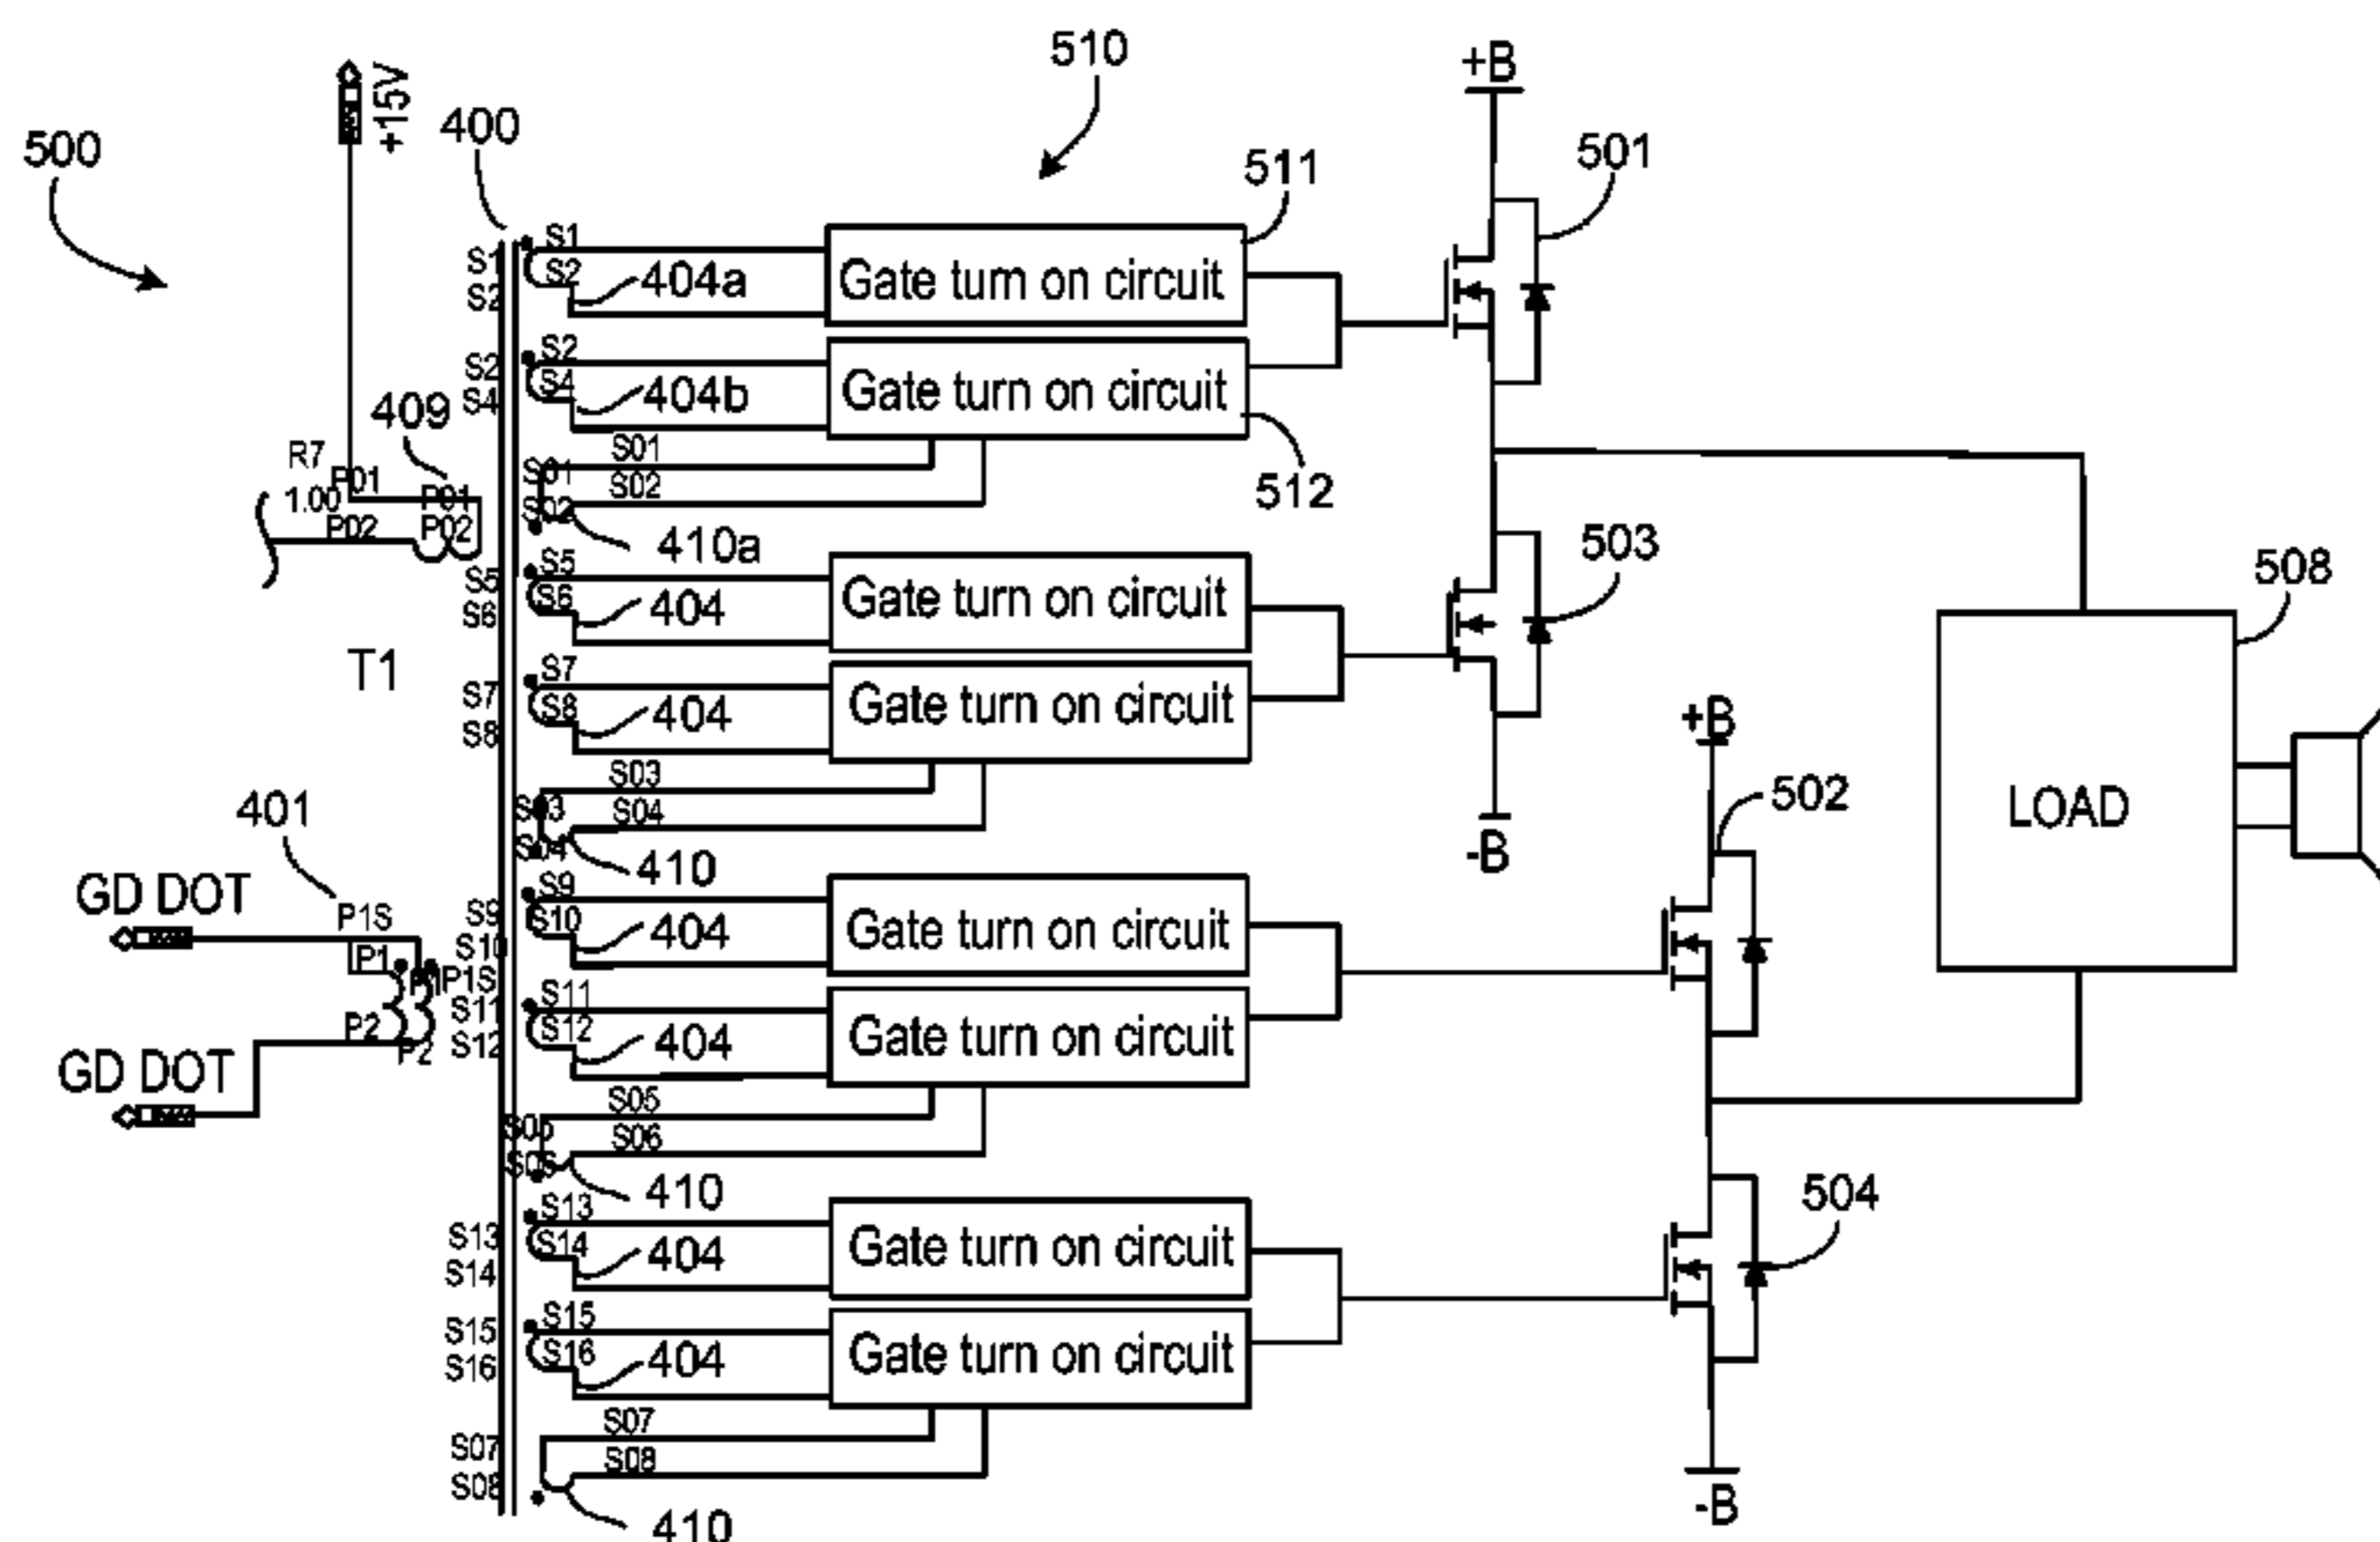 500
+15V
400
510
+B
501
511
S1
S1
S2
S2
404a
Gate turn on circuit
S2
S2
S4
S4
404b
Gate turn on circuit
512
409
R7
P01
P01
1.00
P02
P02
S01
S01
S02
S02
410a
S5
S5
S6
S6
404
Gate turn on circuit
503
508
T1
S7
S7
S8
S8
404
Gate turn on circuit
S03
S03
S04
S04
410
-B
+B
502
LOAD
401
GD DOT
P1S
P1
P1S
P2
P2
GD DOT
S9
S9
S10
S10
404
Gate turn on circuit
S11
S11
S12
S12
404
Gate turn on circuit
S05
S05
S06
410
S13
S13
S14
S14
404
Gate turn on circuit
504
S15
S15
S16
S16
404
Gate turn on circuit
S07
S07
S08
S08
410
-B